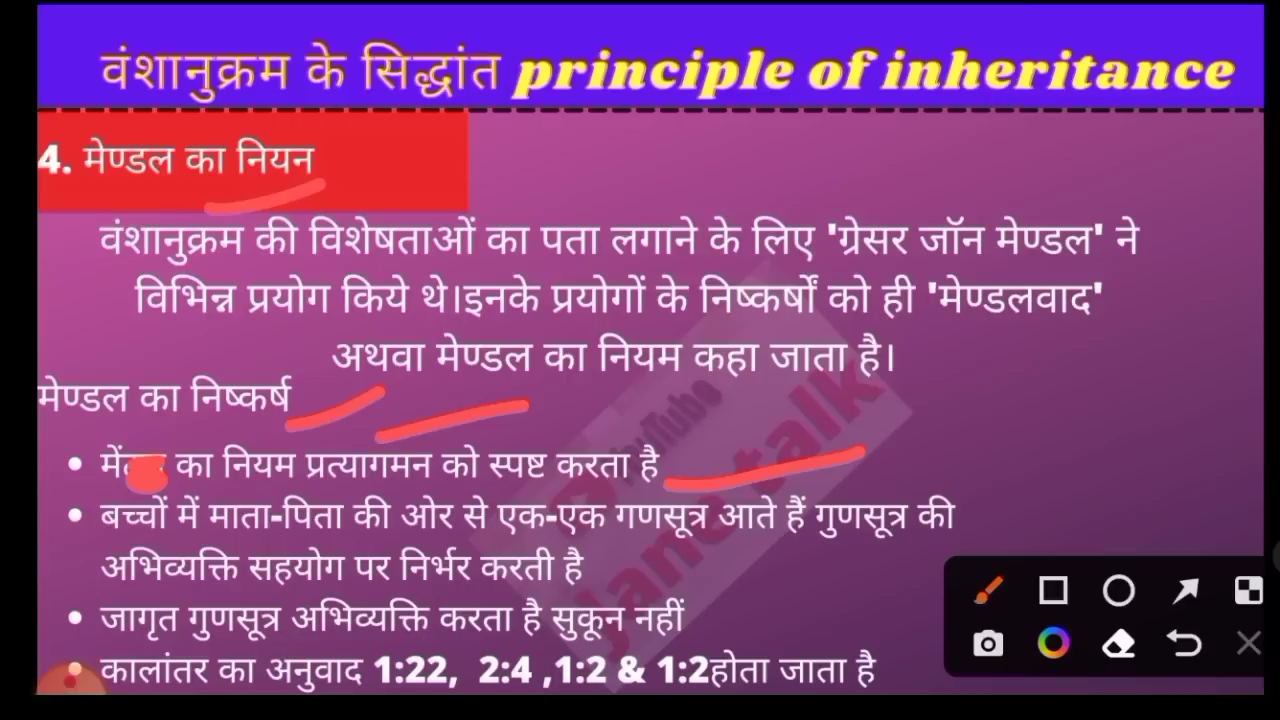 वंशानुक्रम के सिद्धांत principle of inheritance
4. मेण्डल का नियन
वंशानुक्रम की विशेषताओं का पता लगाने के लिए 'ग्रेसर जॉन मेण्डल' ने
विभिन्न प्रयोग किये थे।इनके प्रयोगों के निष्कर्षों को ही 'मेण्डलवाद'
अथवा मेण्डल का नियम कहा जाता है।
मेण्डल का निष्कर्ष
का नियम प्रत्यागमन को स्पष्ट करता है
बच्चों में माता-पिता की ओर से एक-एक गणसूत्र आते हैं गुणसूत्र की
अभिव्यक्ति सहयोग पर निर्भर करती है
जागृत गुणसूत्र अभिव्यक्ति करता है सुकून नहीं
कालांतर का अनुवाद 1:22, 2:4 ,1:2 & 1:2होता जाता है
YouTube
Jane talk